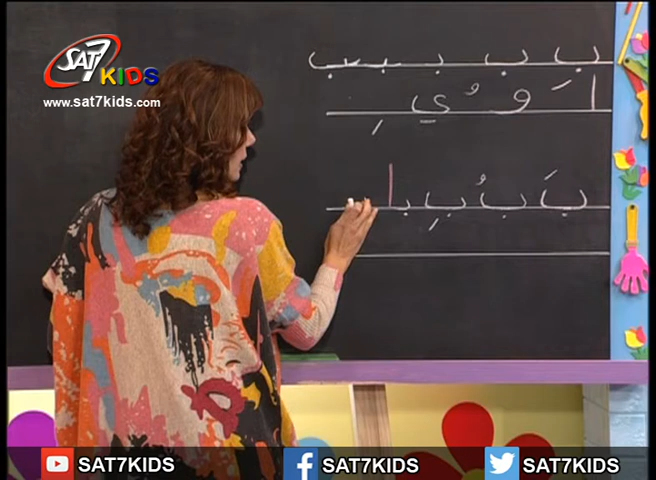 SAT7 KIDS
www.sat7kids.com
ب ب ب ببب
ا َ و ُ ي ِ
بَ بُ بِ با
SAT7KIDS SAT7KIDS SAT7KIDS